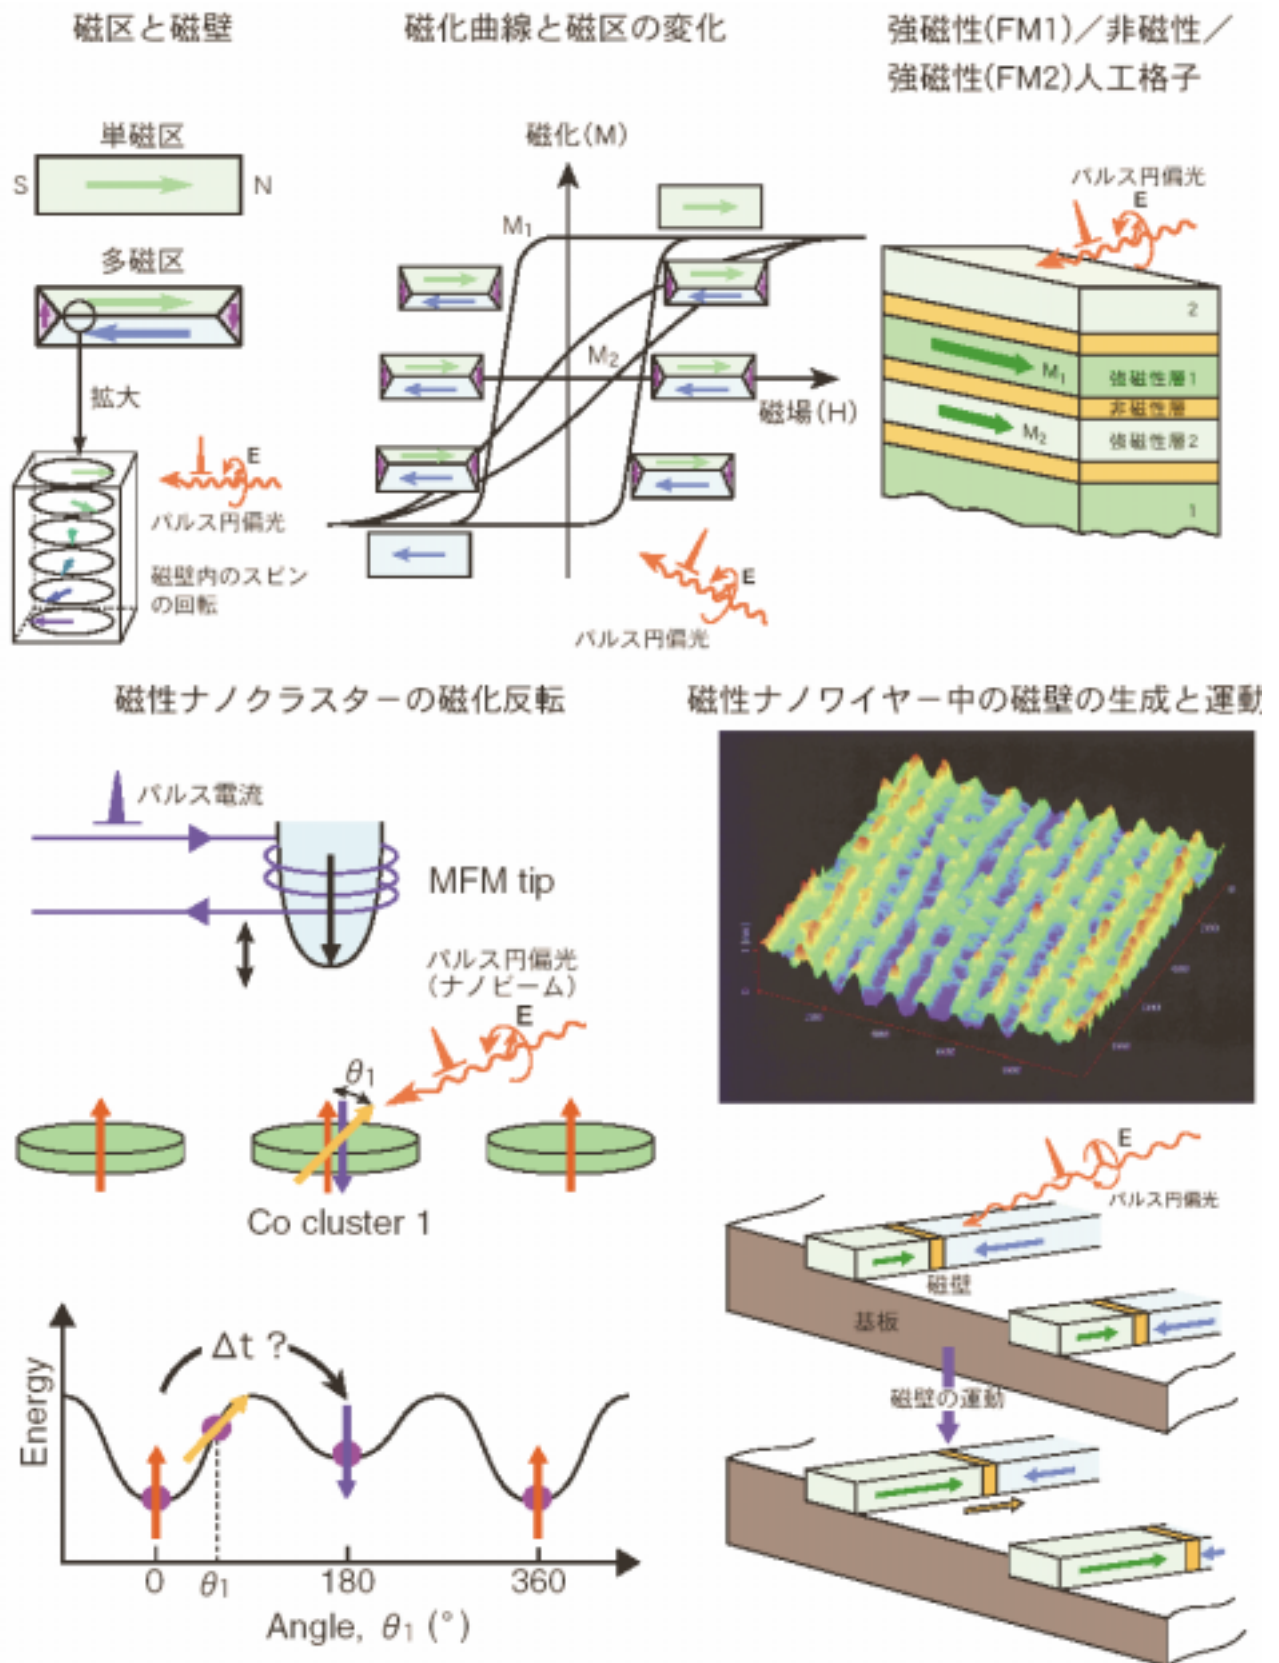 磁区と磁壁
単磁区
S
N
多磁区
拡大
E
パルス円偏光
磁壁内のスピン
の回転
磁化曲線と磁区の変化
磁化(M)
M1
M2
磁場(H)
E
パルス円偏光
強磁性(FM1)／非磁性／
強磁性(FM2)人工格子
パルス円偏光
E
2
M1
強磁性層1
非磁性層
M2
強磁性層2
1
磁性ナノクラスターの磁化反転
パルス電流
MFM tip
パルス円偏光
(ナノビーム)
E
θ1
Co cluster 1
Δt ?
Energy
0
θ1
180
360
Angle, θ1 (°)
磁性ナノワイヤー中の磁壁の生成と運動
E
パルス円偏光
磁壁
基板
磁壁の運動